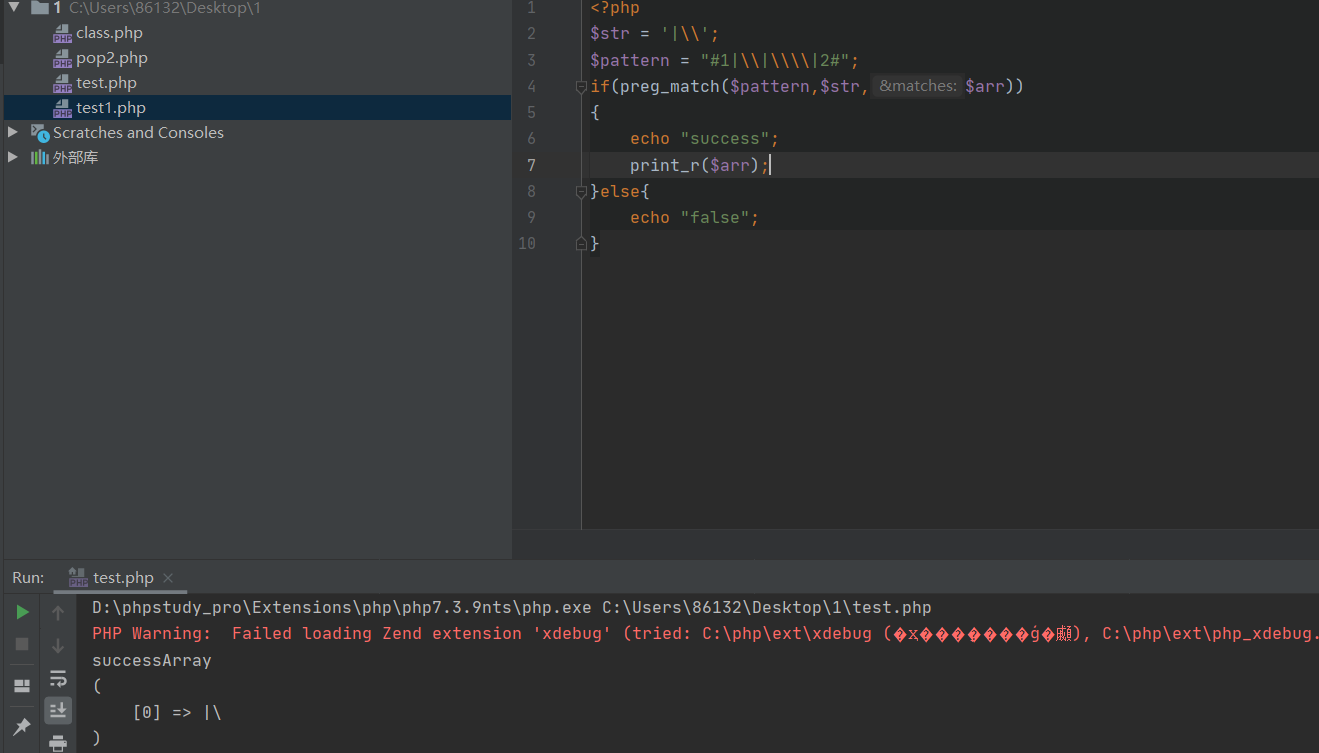 1 C:\Users\86132\Desktop\1
class.php
pop2.php
test.php
test1.php
Scratches and Consoles
外部库
1 <?php
2 $str = '|\\';
3 $pattern = "#1|\\|\\\\|2#";
4 if(preg_match($pattern,$str, &matches: $arr))
5 {
6 echo "success";
7 print_r($arr);
8 }else{
9 echo "false";
10 }
Run: test.php
D:\phpstudy_pro\Extensions\php\php7.3.9nts\php.exe C:\Users\86132\Desktop\1\test.php
PHP Warning: Failed loading Zend extension 'xdebug' (tried: C:\php\ext\xdebug (), C:\php\ext\php_xdebug.
successArray
(
[0] => |\
)